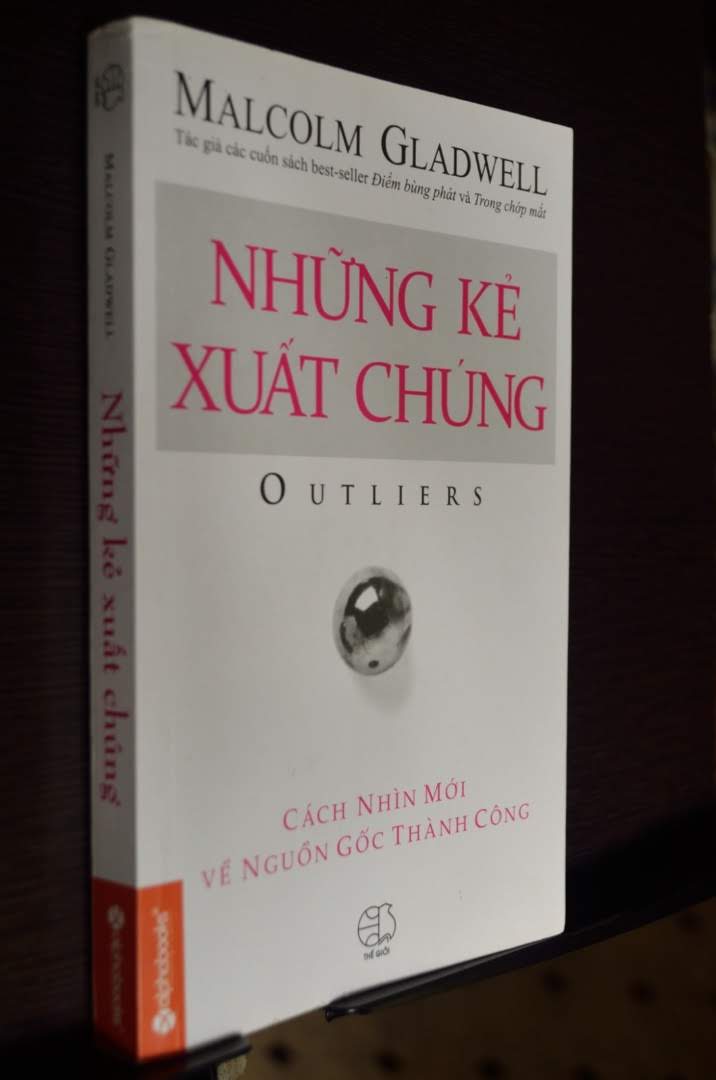 MALCOLM GLADWELL
Tác giả các cuốn sách best-seller Điểm bùng phát và Trong chớp mắt
NHỮNG KẺ
XUẤT CHÚNG
OUTLIERS
CÁCH NHÌN MỚI
VỀ NGUỒN GỐC THÀNH CÔNG
THẾ GIỚI
MALCOLM GLADWELL
Những kẻ xuất chúng
alphabooks
alphabooks